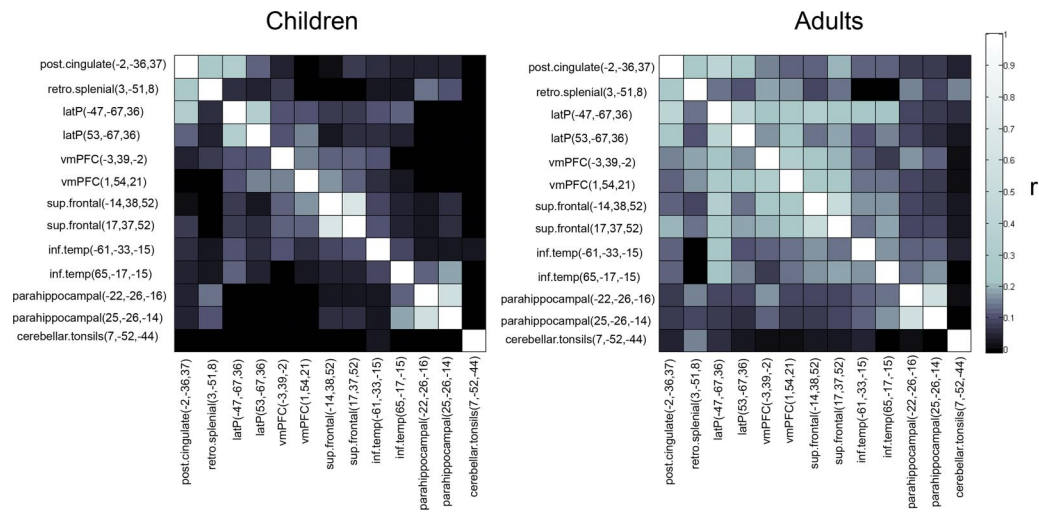 Children
Adults
post.cingulate(-2,-36,37)
retro.splenial(3,-51,8)
latP(-47,-67,36)
latP(53,-67,36)
vmPFC(-3,39,-2)
vmPFC(1,54,21)
sup.frontal(-14,38,52)
sup.frontal(17,37,52)
inf.temp(-61,-33,-15)
inf.temp(65,-17,-15)
parahippocampal(-22,-26,-16)
parahippocampal(25,-26,-14)
cerebellar.tonsils(7,-52,-44)
post.cingulate(-2,-36,37)
retro.splenial(3,-51,8)
latP(-47,-67,36)
latP(53,-67,36)
vmPFC(-3,39,-2)
vmPFC(1,54,21)
sup.frontal(-14,38,52)
sup.frontal(17,37,52)
inf.temp(-61,-33,-15)
inf.temp(65,-17,-15)
parahippocampal(-22,-26,-16)
parahippocampal(25,-26,-14)
cerebellar.tonsils(7,-52,-44)
post.cingulate(-2,-36,37)
retro.splenial(3,-51,8)
latP(-47,-67,36)
latP(53,-67,36)
vmPFC(-3,39,-2)
vmPFC(1,54,21)
sup.frontal(-14,38,52)
sup.frontal(17,37,52)
inf.temp(-61,-33,-15)
inf.temp(65,-17,-15)
parahippocampal(-22,-26,-16)
parahippocampal(25,-26,-14)
cerebellar.tonsils(7,-52,-44)
post.cingulate(-2,-36,37)
retro.splenial(3,-51,8)
latP(-47,-67,36)
latP(53,-67,36)
vmPFC(-3,39,-2)
vmPFC(1,54,21)
sup.frontal(-14,38,52)
sup.frontal(17,37,52)
inf.temp(-61,-33,-15)
inf.temp(65,-17,-15)
parahippocampal(-22,-26,-16)
parahippocampal(25,-26,-14)
cerebellar.tonsils(7,-52,-44)
1
0.9
0.8
0.7
0.6
0.5
0.4
0.3
0.2
0.1
0
r